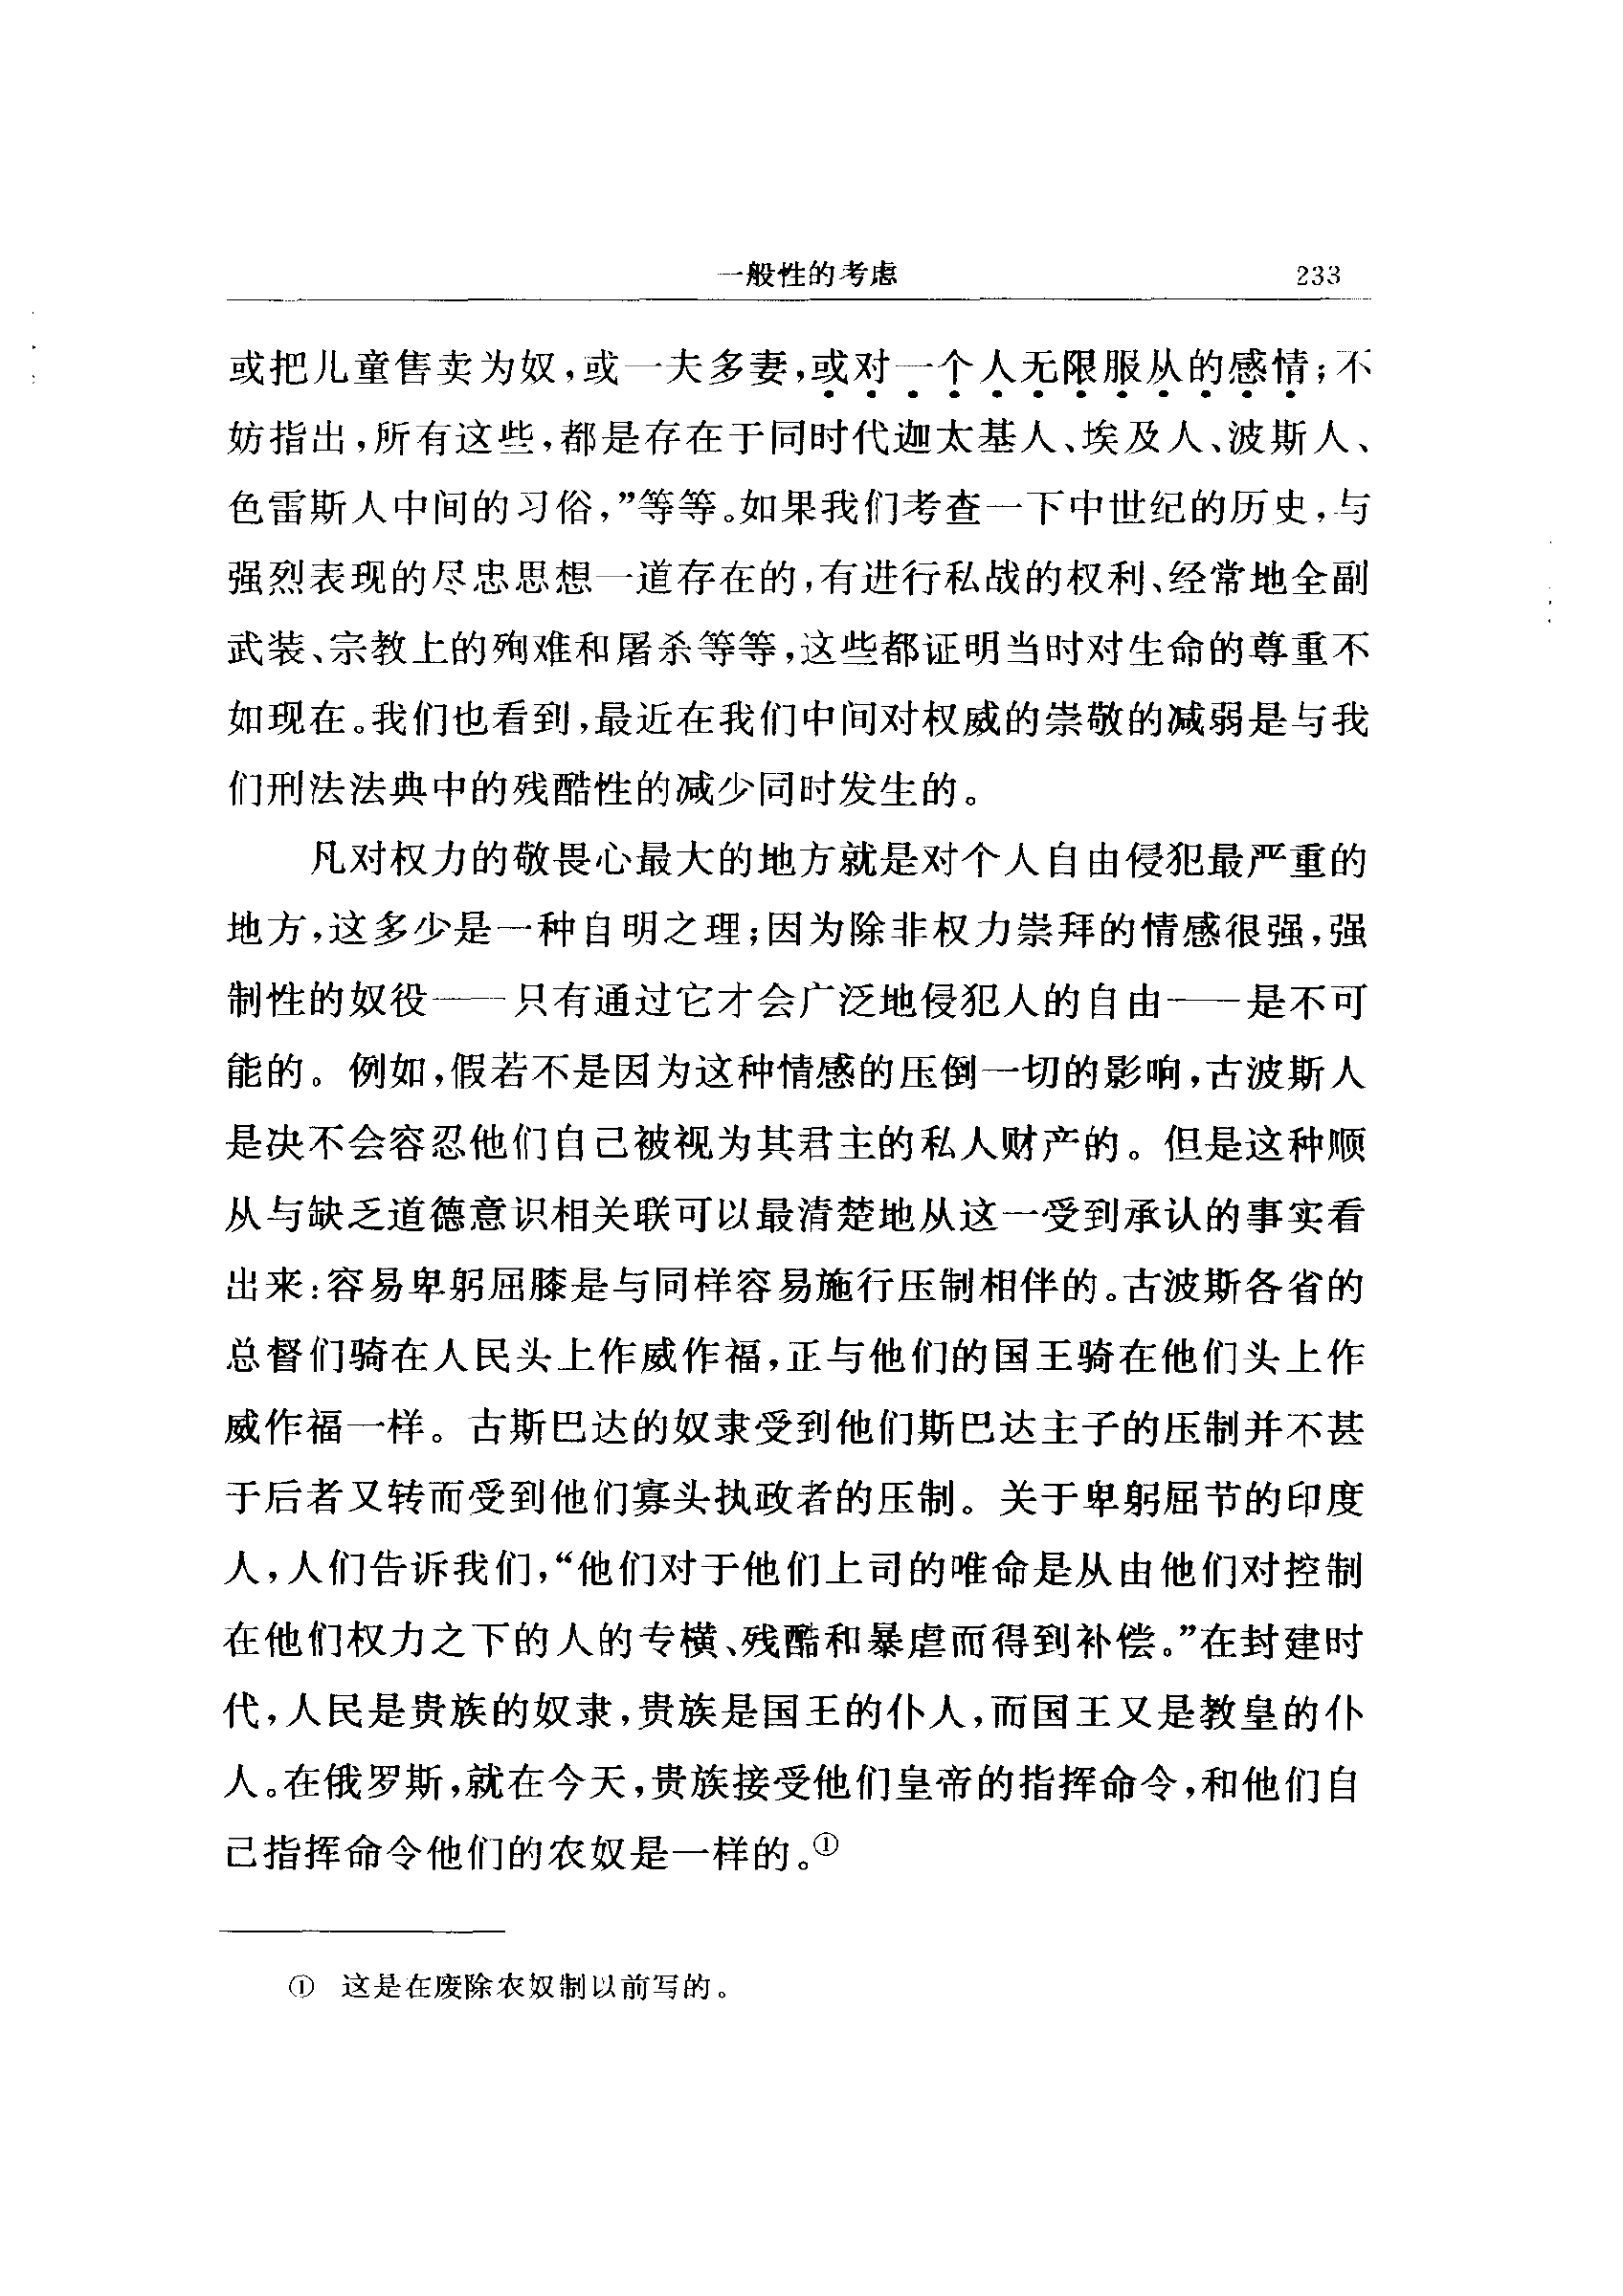 一般性的考虑 233
或把儿童售卖为奴，或一夫多妻，或对一个人无限服从的感情；不
妨指出，所有这些，都是存在于同时代迦太基人、埃及人、波斯人、
色雷斯人中间的习俗，”等等。如果我们考查一下中世纪的历史，与
强烈表现的尽忠思想一道存在的，有进行私战的权利、经常地全副
武装、宗教上的殉难和屠杀等等，这些都证明当时对生命的尊重不
如现在。我们也看到，最近在我们中间对权威的崇敬的减弱是与我
们刑法法典中的残酷性的减少同时发生的。
凡对权力的敬畏心最大的地方就是对个人自由侵犯最严重的
地方，这多少是一种自明之理；因为除非权力崇拜的情感很强，强
制性的奴役——只有通过它才会广泛地侵犯人的自由——是不可
能的。例如，假若不是因为这种情感的压倒一切的影响，古波斯人
是决不会容忍他们自己被视为其君主的私人财产的。但是这种顺
从与缺乏道德意识相关联可以最清楚地从这一受到承认的事实看
出来：容易卑躬屈膝是与同样容易施行压制相伴的。古波斯各省的
总督们骑在人民头上作威作福，正与他们的国王骑在他们头上作
威作福一样。古斯巴达的奴隶受到他们斯巴达主子的压制并不甚
于后者又转而受到他们寡头执政者的压制。关于卑躬屈节的印度
人，人们告诉我们，“他们对于他们上司的唯命是从由他们对控制
在他们权力之下的人的专横、残酷和暴虐而得到补偿。”在封建时
代，人民是贵族的奴隶，贵族是国王的仆人，而国王又是教皇的仆
人。在俄罗斯，就在今天，贵族接受他们皇帝的指挥命令，和他们自
己指挥命令他们的农奴是一样的。①
① 这是在废除农奴制以前写的。